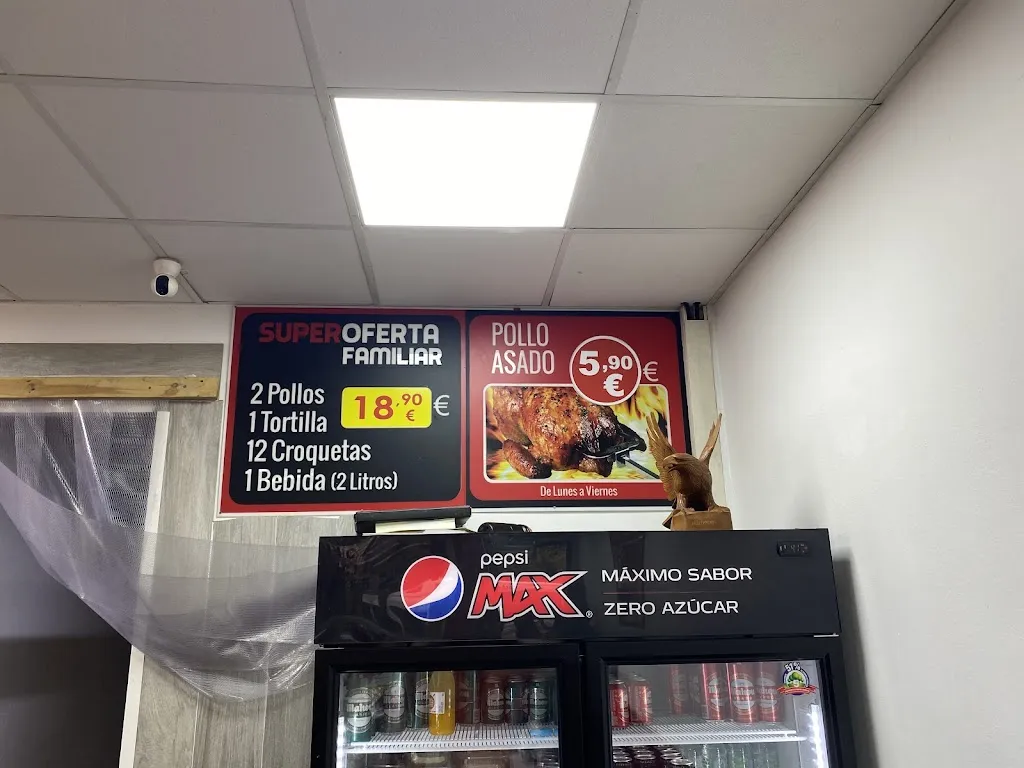 SUPEROFERTA
FAMILIAR
2 Pollos
1 Tortilla
18,90 €
€
12 Croquetas
1 Bebida (2 Litros)
POLLO
ASADO
5,90
€
€
De Lunes a Viernes
pepsi
MAX®
MÁXIMO SABOR
ZERO AZÚCAR